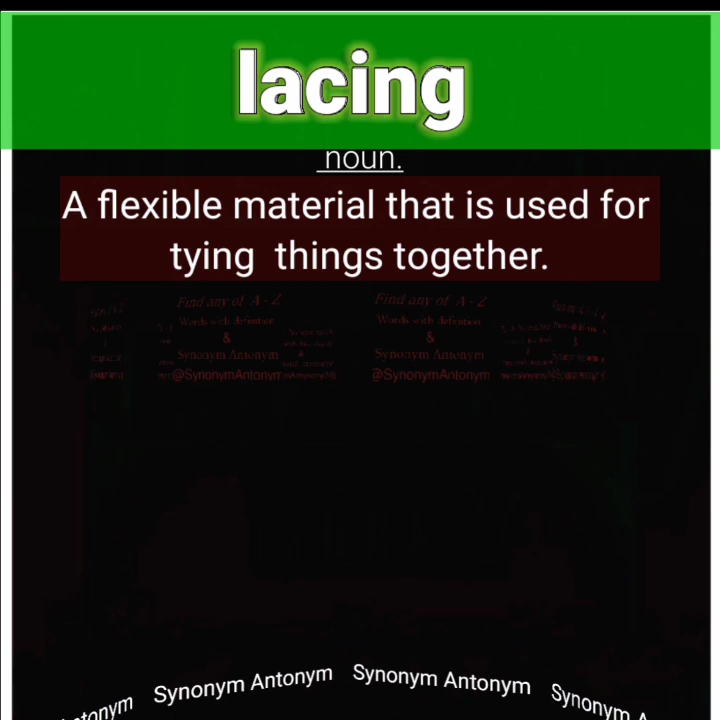 lacing
noun.
A flexible material that is used for
tying things together.
Find any of A - Z Find any of A - Z
Words with definition Words with definition
& &
Synonym Antonym Synonym Antonym
@SynonymAntonym @SynonymAntonym
Synonym Antonym Synonym Antonym Synonym